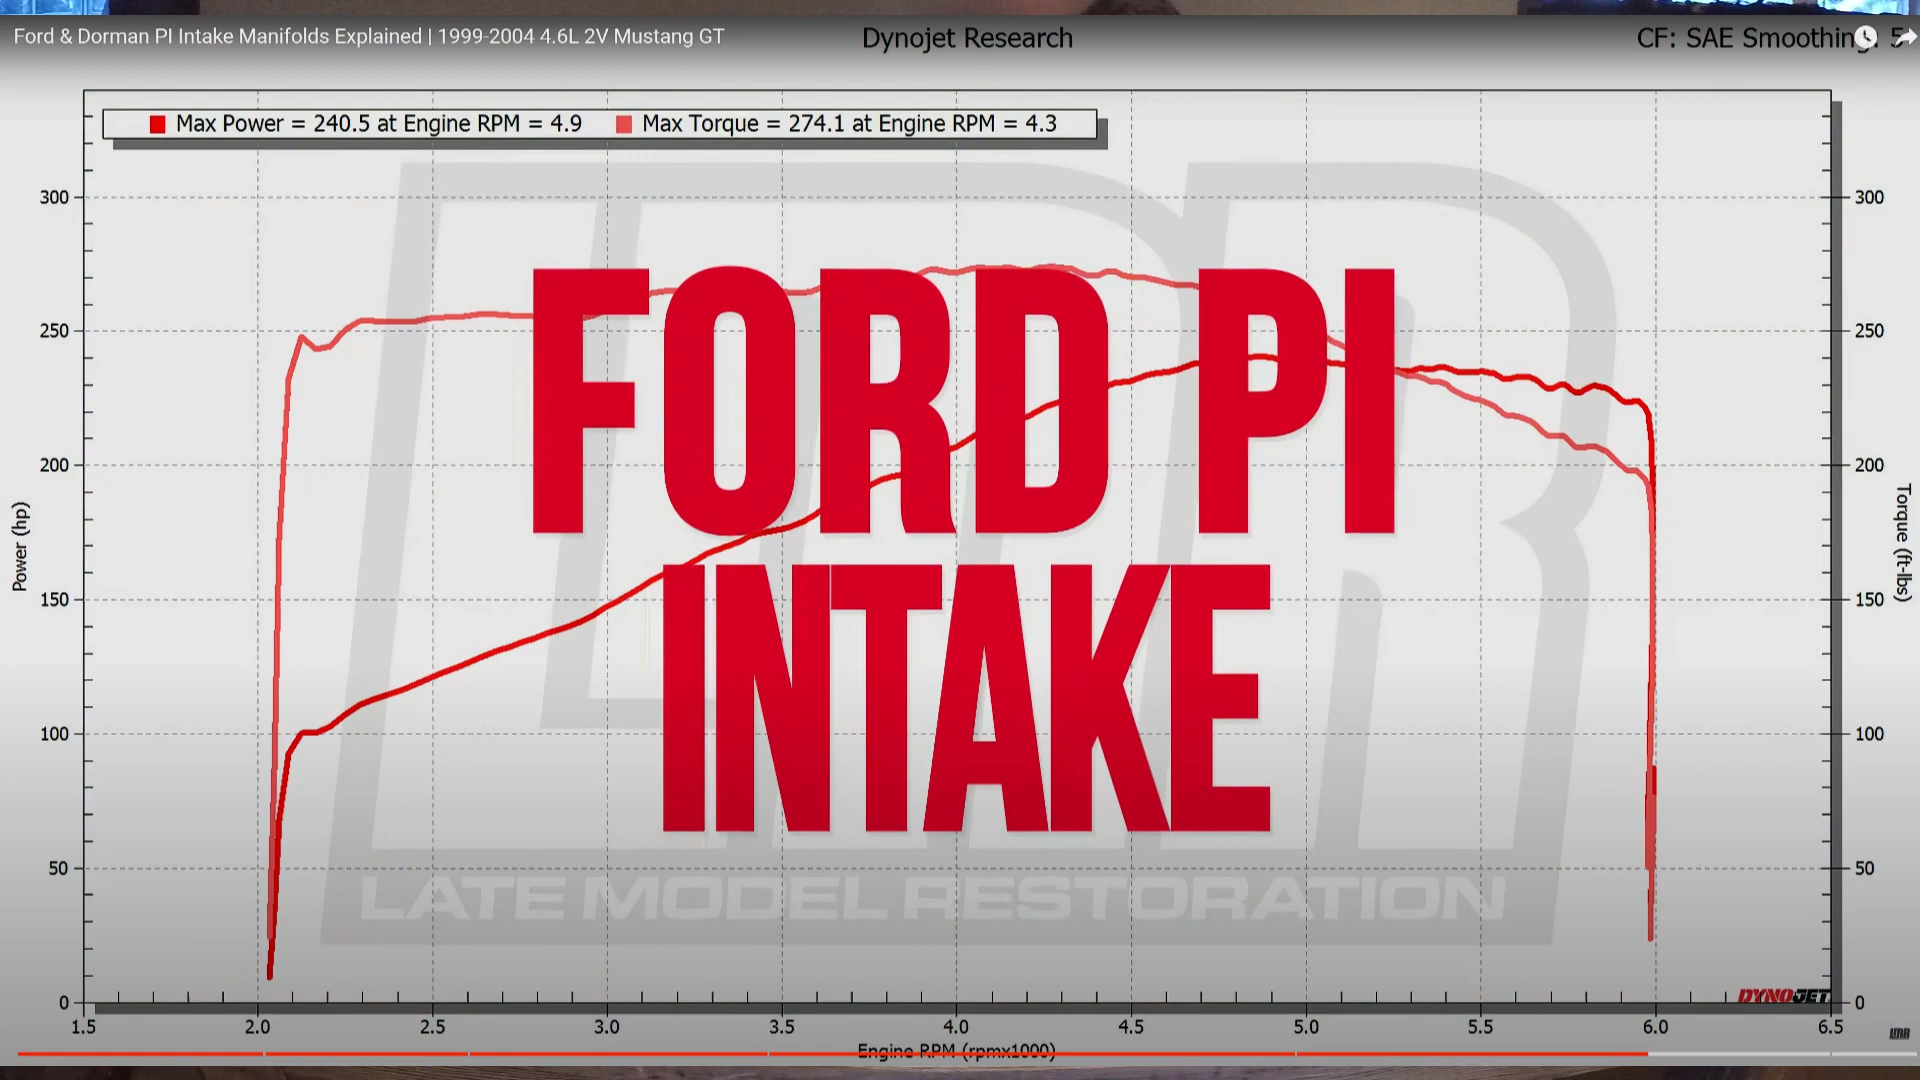 Ford & Dorman PI Intake Manifolds Explained | 1999-2004 4.6L 2V Mustang GT
Dynojet Research
CF: SAE Smoothing: 5
Max Power = 240.5 at Engine RPM = 4.9
Max Torque = 274.1 at Engine RPM = 4.3
300
250
200
150
100
50
0
Power (hp)
300
250
200
150
100
50
0
Torque (ft-lbs)
FORD PI
INTAKE
LATE MODEL RESTORATION
DYNOJET
1.5 2.0 2.5 3.0 3.5 4.0 4.5 5.0 5.5 6.0 6.5
Engine RPM (rpmx1000)
LMR